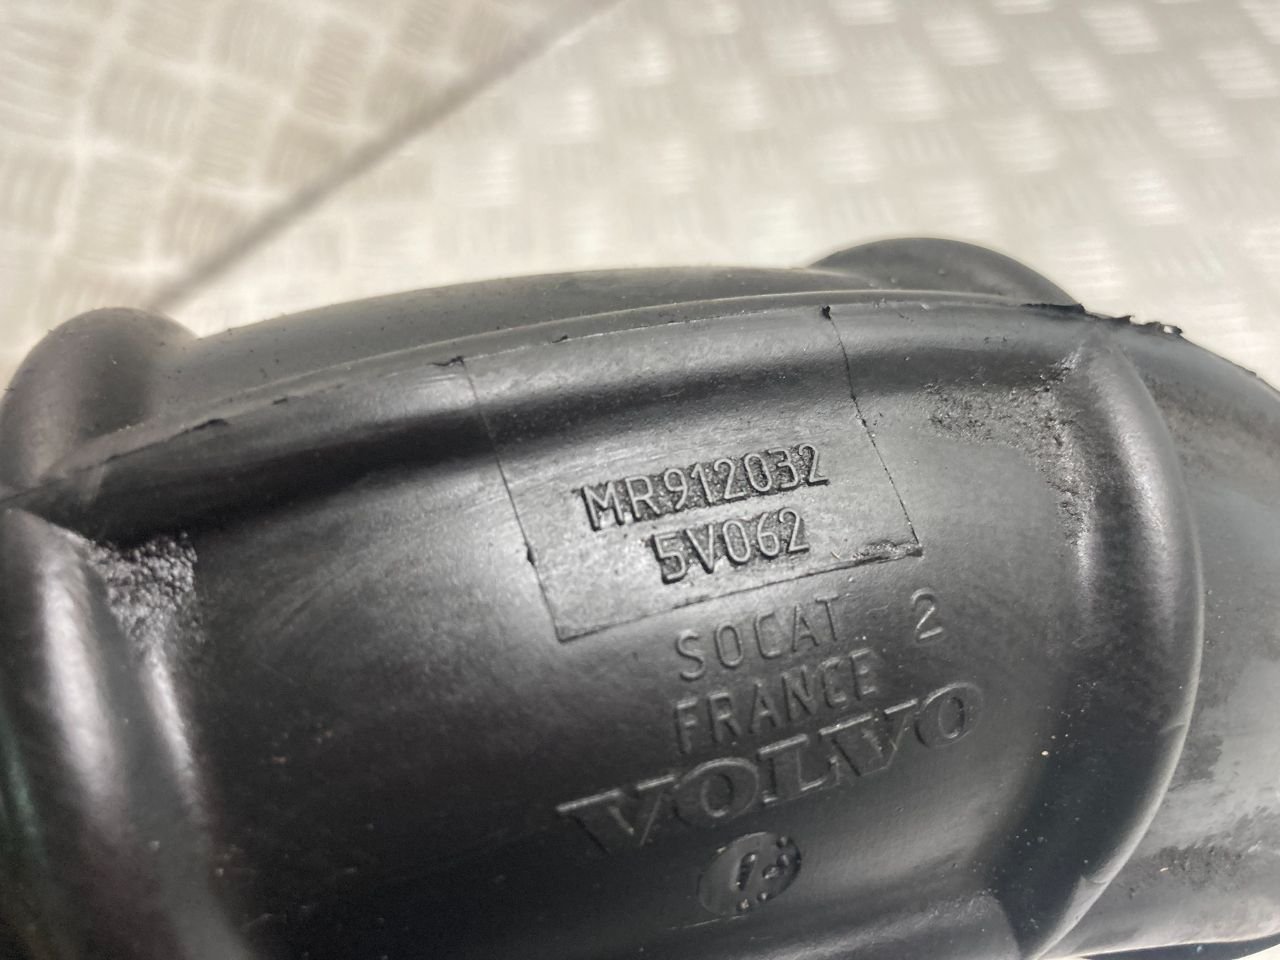 MR912032
5V062
SOCAT 2
FRANCE
VOLVO